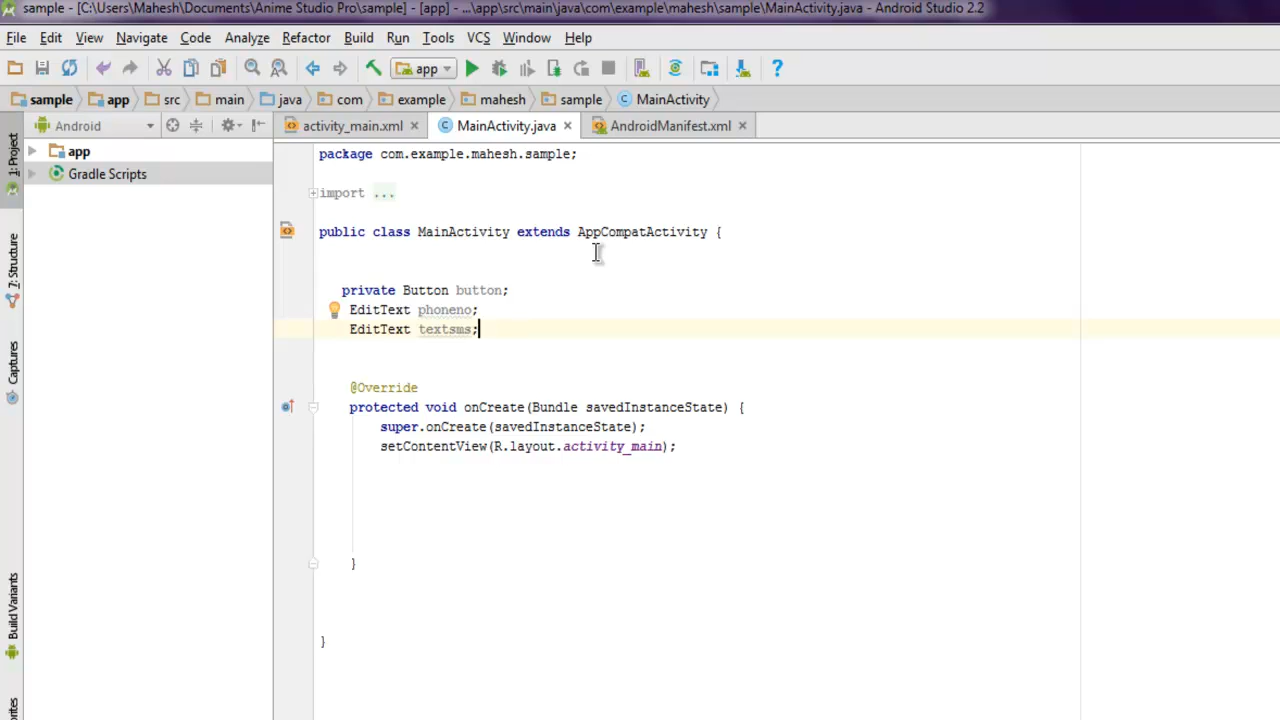 sample - [C:\Users\Mahesh\Documents\Anime Studio Pro\sample] - [app] - ...\app\src\main\java\com\example\mahesh\sample\MainActivity.java - Android Studio 2.2
File Edit View Navigate Code Analyze Refactor Build Run Tools VCS Window Help
app
sample app src main java com example mahesh sample MainActivity
Android
activity_main.xml MainActivity.java AndroidManifest.xml
1: Project
7: Structure
Captures
Build Variants
app
Gradle Scripts
package com.example.mahesh.sample;
import ...
public class MainActivity extends AppCompatActivity {
private Button button;
EditText phoneno;
EditText textsms;
@Override
protected void onCreate(Bundle savedInstanceState) {
super.onCreate(savedInstanceState);
setContentView(R.layout.activity_main);
}
}